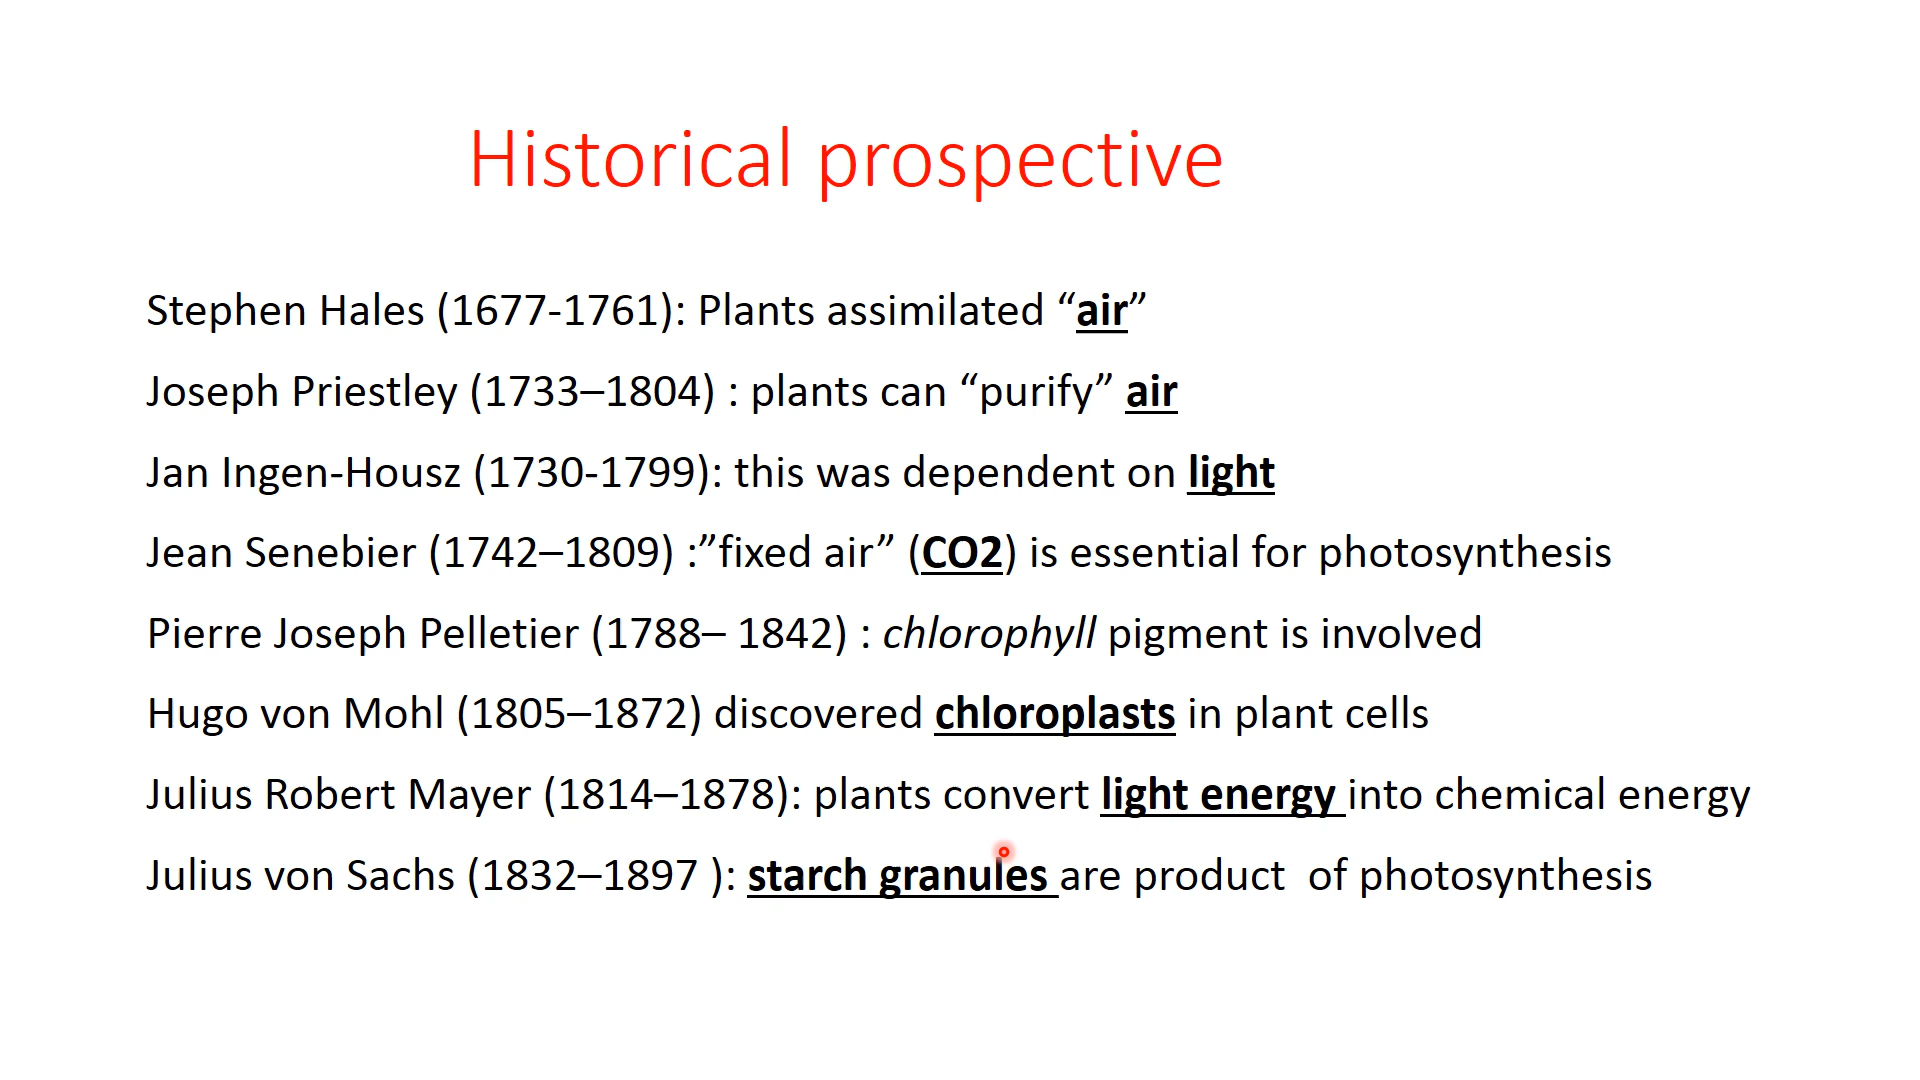 Historical prospective
Stephen Hales (1677-1761): Plants assimilated “air”
Joseph Priestley (1733–1804) : plants can “purify” air
Jan Ingen-Housz (1730-1799): this was dependent on light
Jean Senebier (1742–1809) :”fixed air” (CO2) is essential for photosynthesis
Pierre Joseph Pelletier (1788– 1842) : chlorophyll pigment is involved
Hugo von Mohl (1805–1872) discovered chloroplasts in plant cells
Julius Robert Mayer (1814–1878): plants convert light energy into chemical energy
Julius von Sachs (1832–1897 ): starch granules are product  of photosynthesis